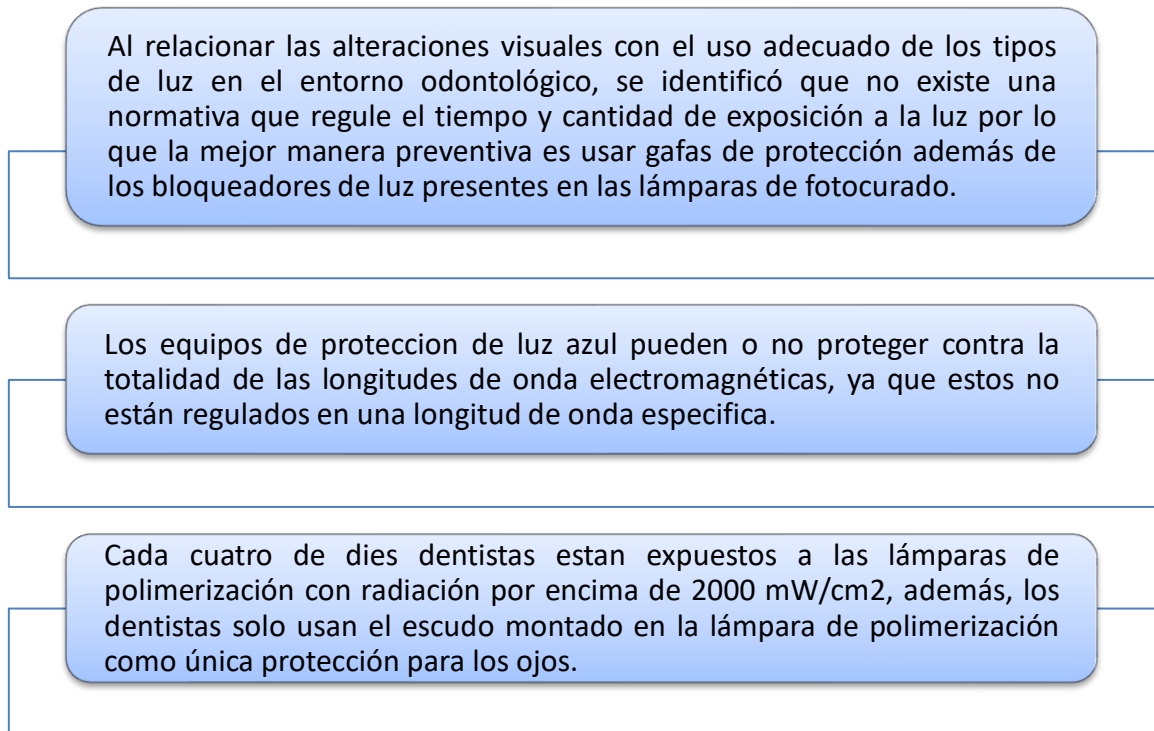 Al relacionar las alteraciones visuales con el uso adecuado de los tipos
de luz en el entorno odontológico, se identificó que no existe una
normativa que regule el tiempo y cantidad de exposición a la luz por lo
que la mejor manera preventiva es usar gafas de protección además de
los bloqueadores de luz presentes en las lámparas de fotocurado.
Los equipos de proteccion de luz azul pueden o no proteger contra la
totalidad de las longitudes de onda electromagnéticas, ya que estos no
están regulados en una longitud de onda especifica.
Cada cuatro de dies dentistas estan expuestos a las lámparas de
polimerización con radiación por encima de 2000 mW/cm2, además, los
dentistas solo usan el escudo montado en la lámpara de polimerización
como única protección para los ojos.